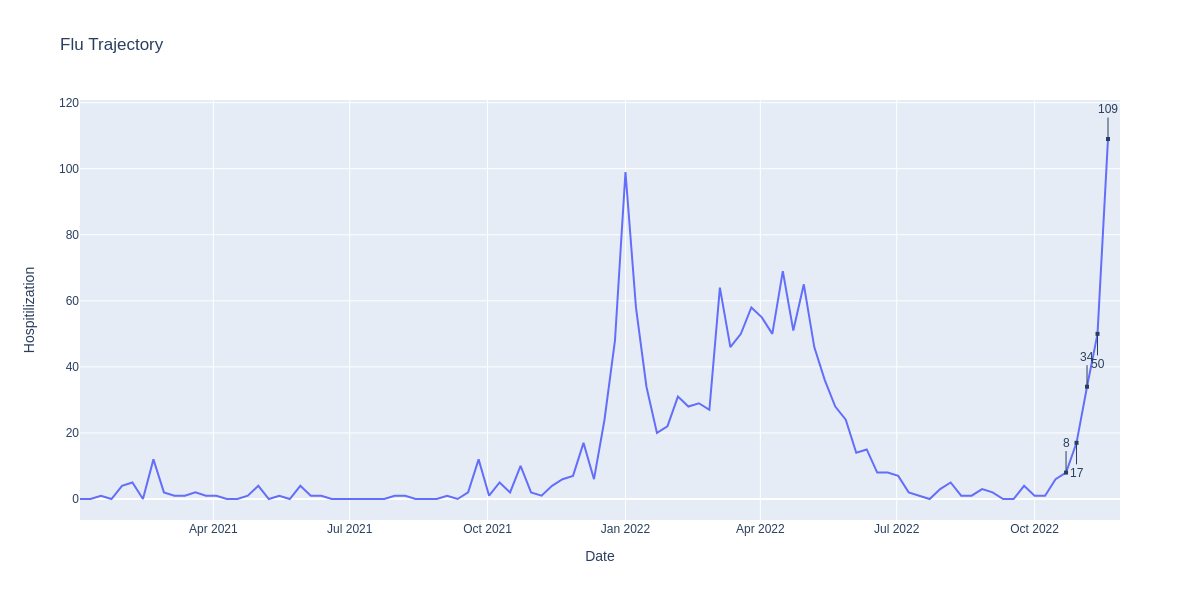 Flu Trajectory
120
100
80
60
40
20
0
Hospitilization
109
34
50
8
17
Apr 2021
Jul 2021
Oct 2021
Jan 2022
Apr 2022
Jul 2022
Oct 2022
Date